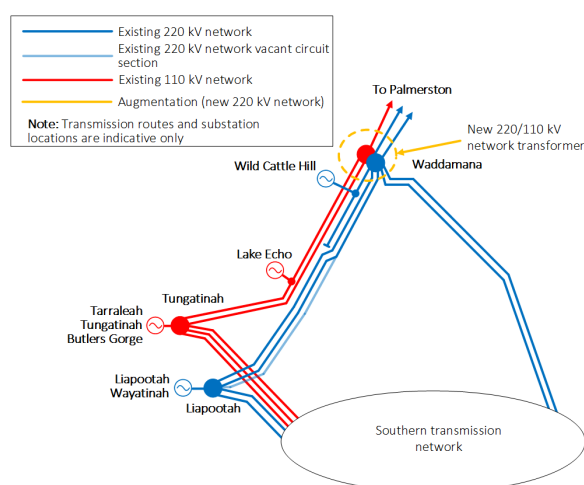 Existing 220 kV network
Existing 220 kV network vacant circuit
section
Existing 110 kV network
Augmentation (new 220 kV network)
Note: Transmission routes and substation
locations are indicative only
To Palmerston
New 220/110 kV
network transformer
Wild Cattle Hill
Waddamana
Lake Echo
Tungatinah
Tarraleah
Tungatinah
Butlers Gorge
Liapootah
Wayatinah
Liapootah
Southern transmission
network